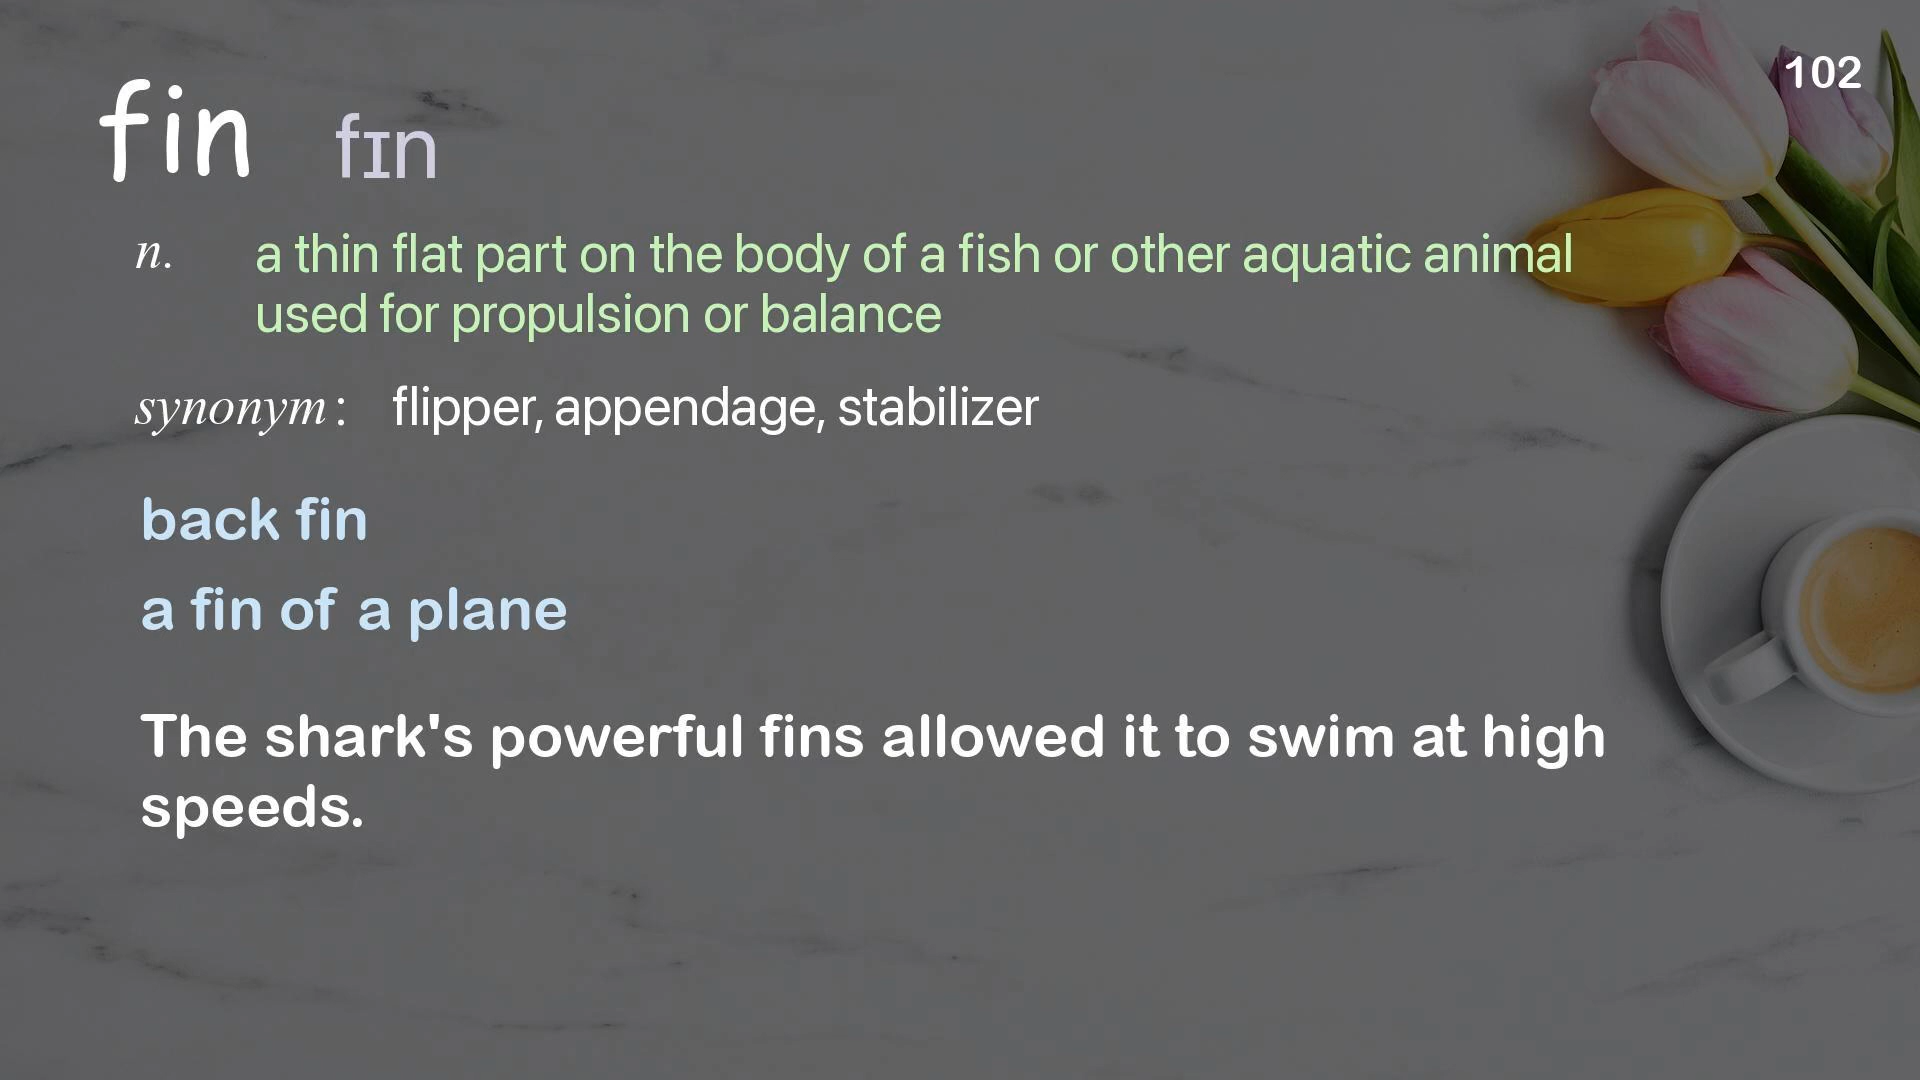 102
fin fɪn
n. a thin flat part on the body of a fish or other aquatic animal
used for propulsion or balance
synonym : flipper, appendage, stabilizer
back fin
a fin of a plane
The shark's powerful fins allowed it to swim at high
speeds.